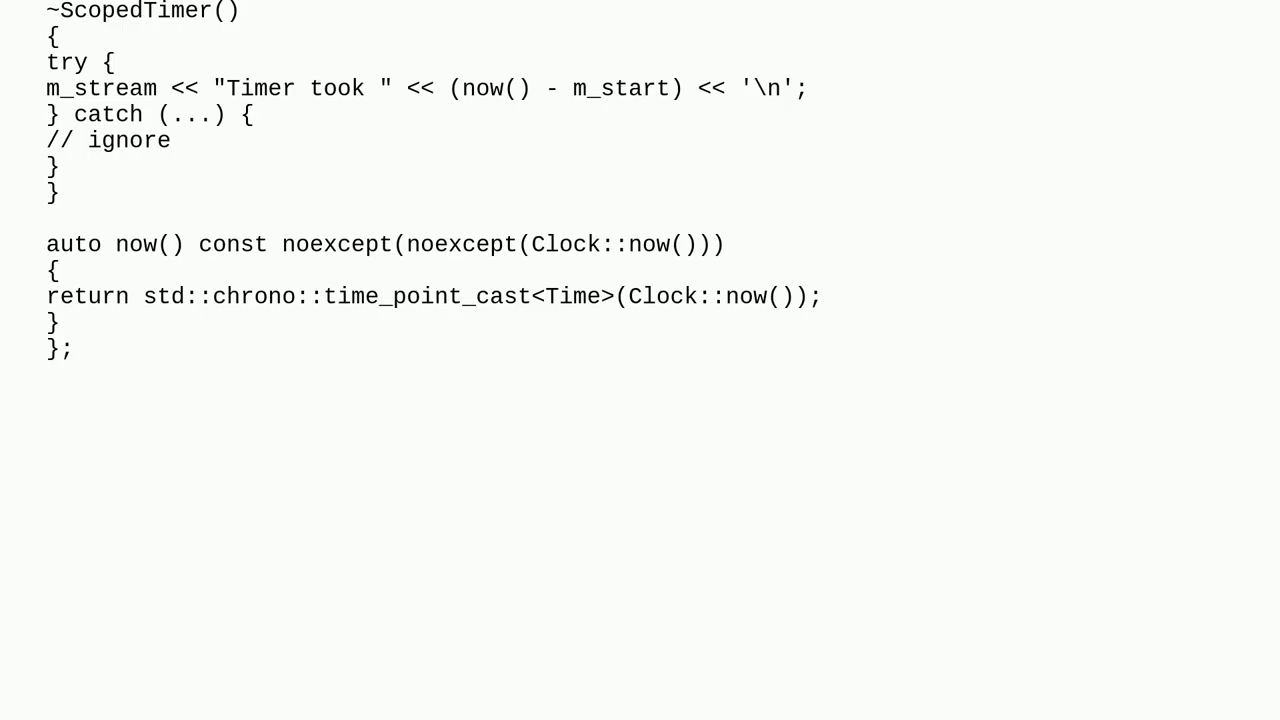 ~ScopedTimer()
{
try {
m_stream << "Timer took " << (now() - m_start) << '\n';
} catch (...) {
// ignore
}
}

auto now() const noexcept(noexcept(Clock::now()))
{
return std::chrono::time_point_cast<Time>(Clock::now());
}
};